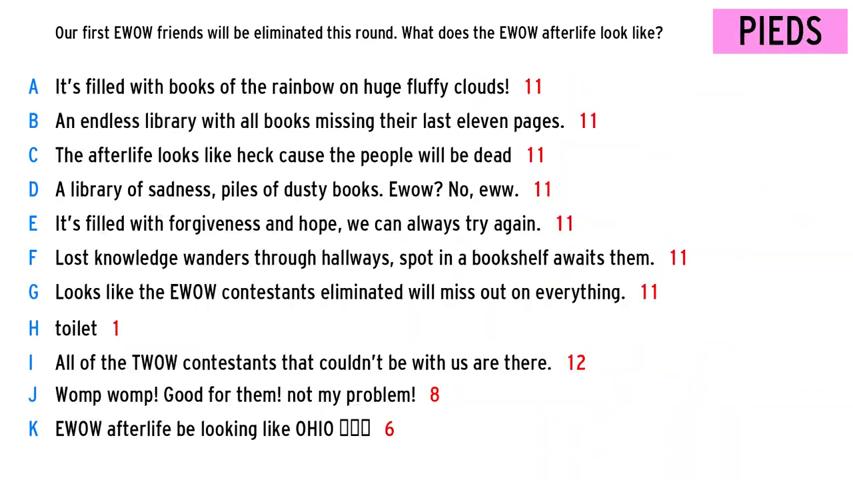 Our first EWOW friends will be eliminated this round. What does the EWOW afterlife look like?
PIEDS
A It's filled with books of the rainbow on huge fluffy clouds! 11
B An endless library with all books missing their last eleven pages. 11
C The afterlife looks like heck cause the people will be dead 11
D A library of sadness, piles of dusty books. Ewow? No, eww. 11
E It's filled with forgiveness and hope, we can always try again. 11
F Lost knowledge wanders through hallways, spot in a bookshelf awaits them. 11
G Looks like the EWOW contestants eliminated will miss out on everything. 11
H toilet 1
I All of the TWOW contestants that couldn't be with us are there. 12
J Womp womp! Good for them! not my problem! 8
K EWOW afterlife be looking like OHIO ▯▯▯ 6